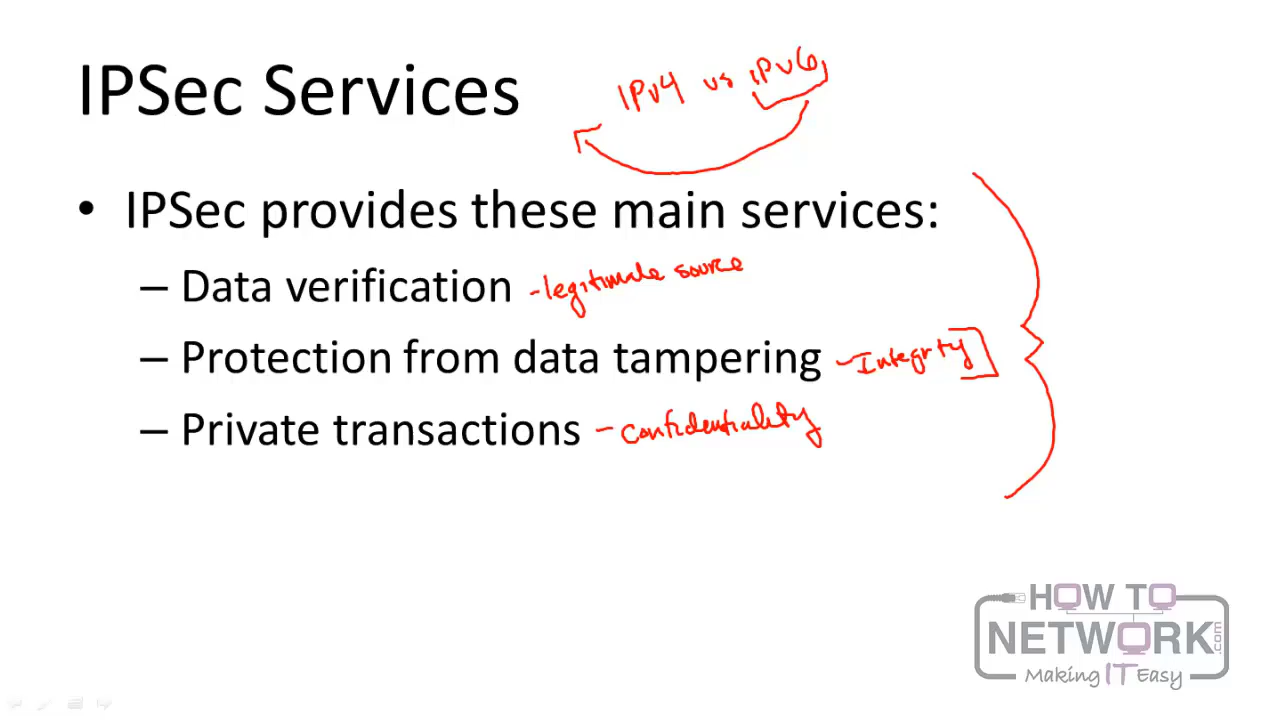 IPSec Services
IPv4 vs IPv6
• IPSec provides these main services:
– Data verification - legitimate source
– Protection from data tampering - Integrity
– Private transactions - confidentiality
HOW TO
NETWORK.com
Making IT Easy